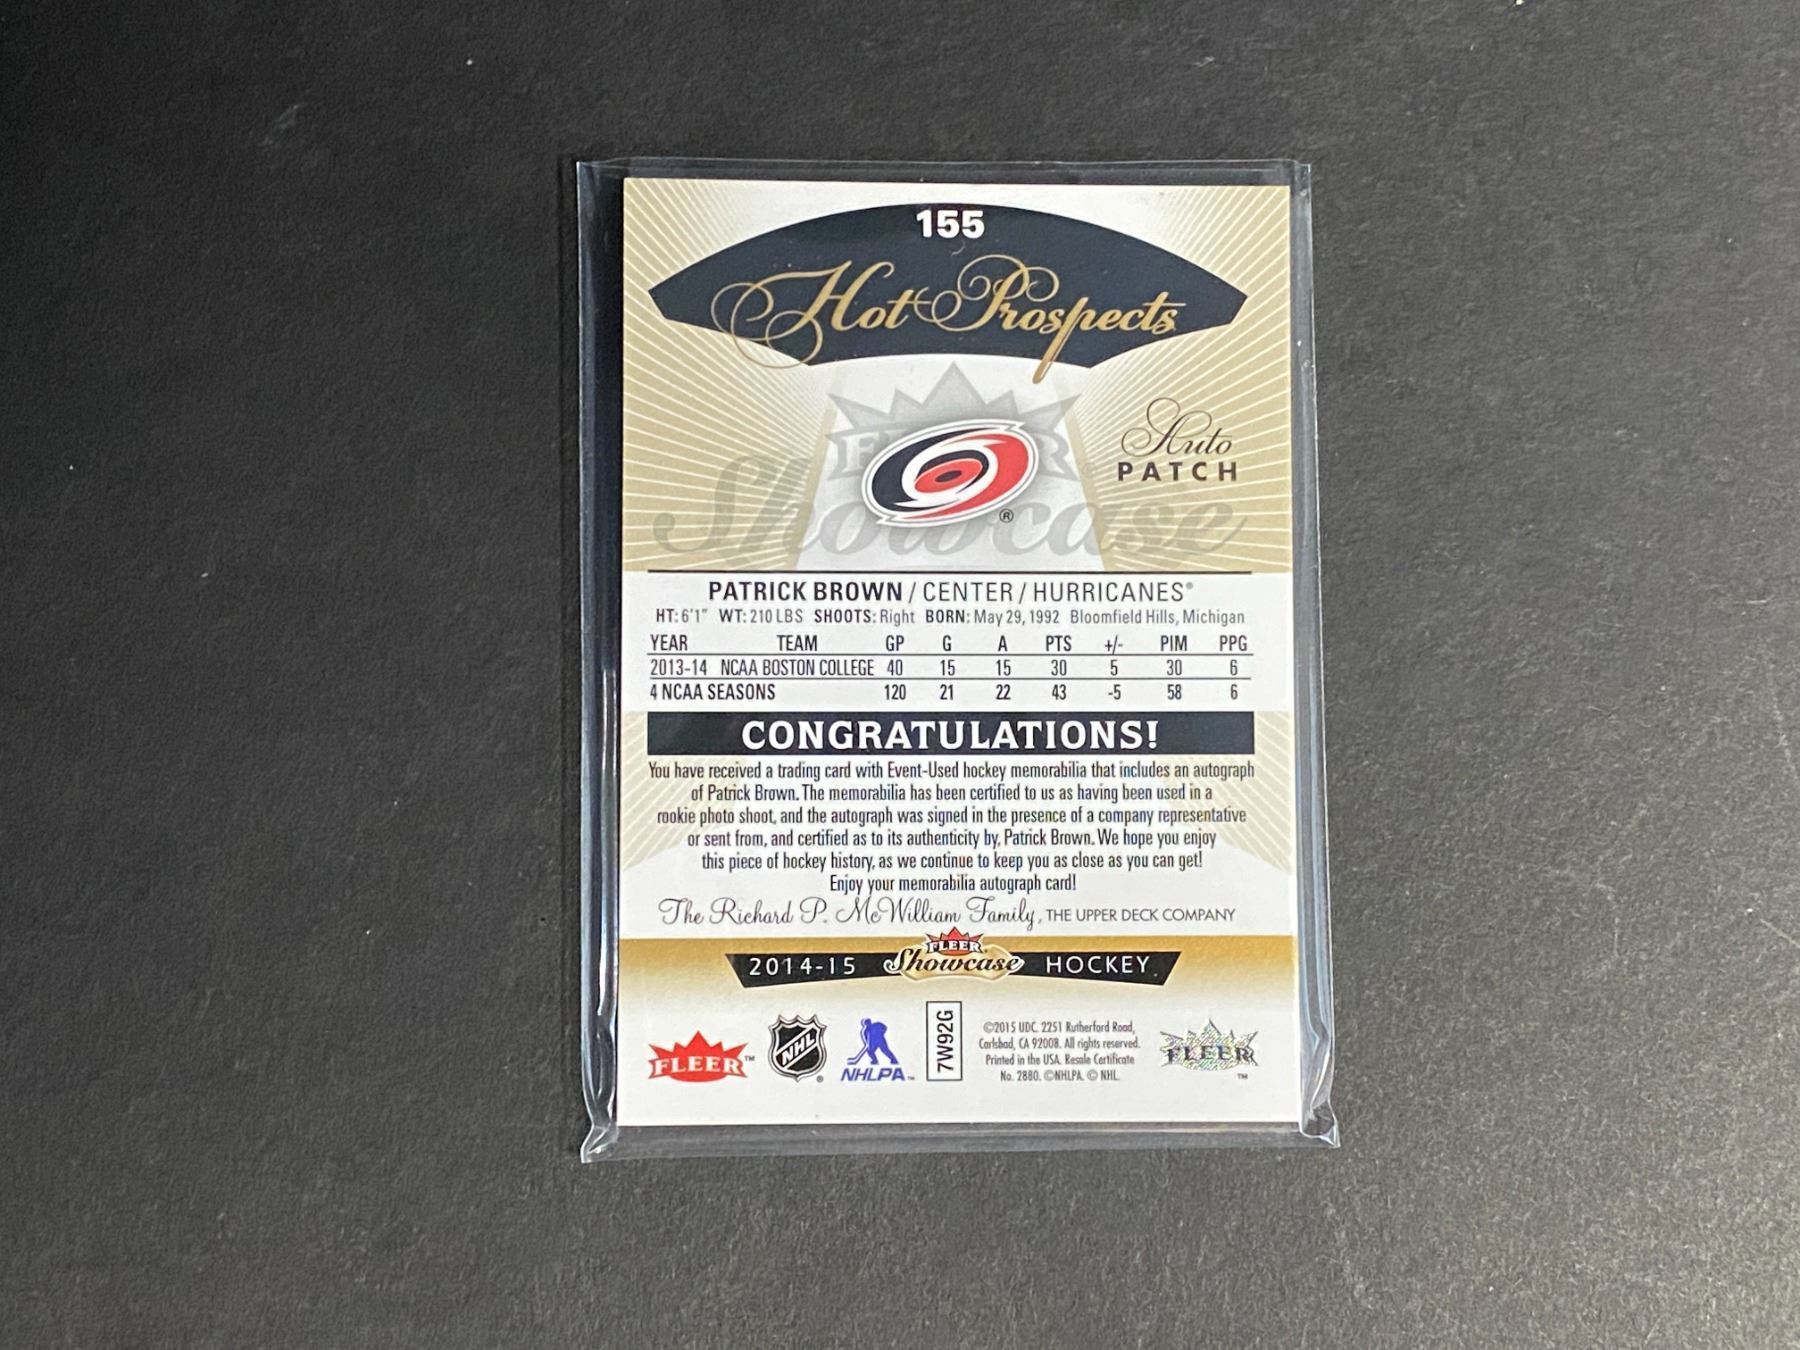 155
Hot Prospects
FLEER
Showcase
®
Auto
PATCH
PATRICK BROWN / CENTER / HURRICANES®
HT: 6'1" WT: 210 LBS SHOOTS: Right BORN: May 29, 1992 Bloomfield Hills, Michigan
YEAR TEAM GP G A PTS +/- PIM PPG
2013-14 NCAA BOSTON COLLEGE 40 15 15 30 5 30 6
4 NCAA SEASONS 120 21 22 43 -5 58 6
CONGRATULATIONS!
You have received a trading card with Event-Used hockey memorabilia that includes an autograph
of Patrick Brown. The memorabilia has been certified to us as having been used in a
rookie photo shoot, and the autograph was signed in the presence of a company representative
or sent from, and certified as to its authenticity by, Patrick Brown. We hope you enjoy
this piece of hockey history, as we continue to keep you as close as you can get!
Enjoy your memorabilia autograph card!
The Richard P. McWilliam Family, THE UPPER DECK COMPANY
2014-15 FLEER Showcase HOCKEY
FLEER™
NHL®
NHLPA™
7W92G
©2015 UDC. 2251 Rutherford Road,
Carlsbad, CA 92008. All rights reserved.
Printed in the USA. Resale Certificate
No. 2880. ©NHLPA. © NHL.
FLEER™